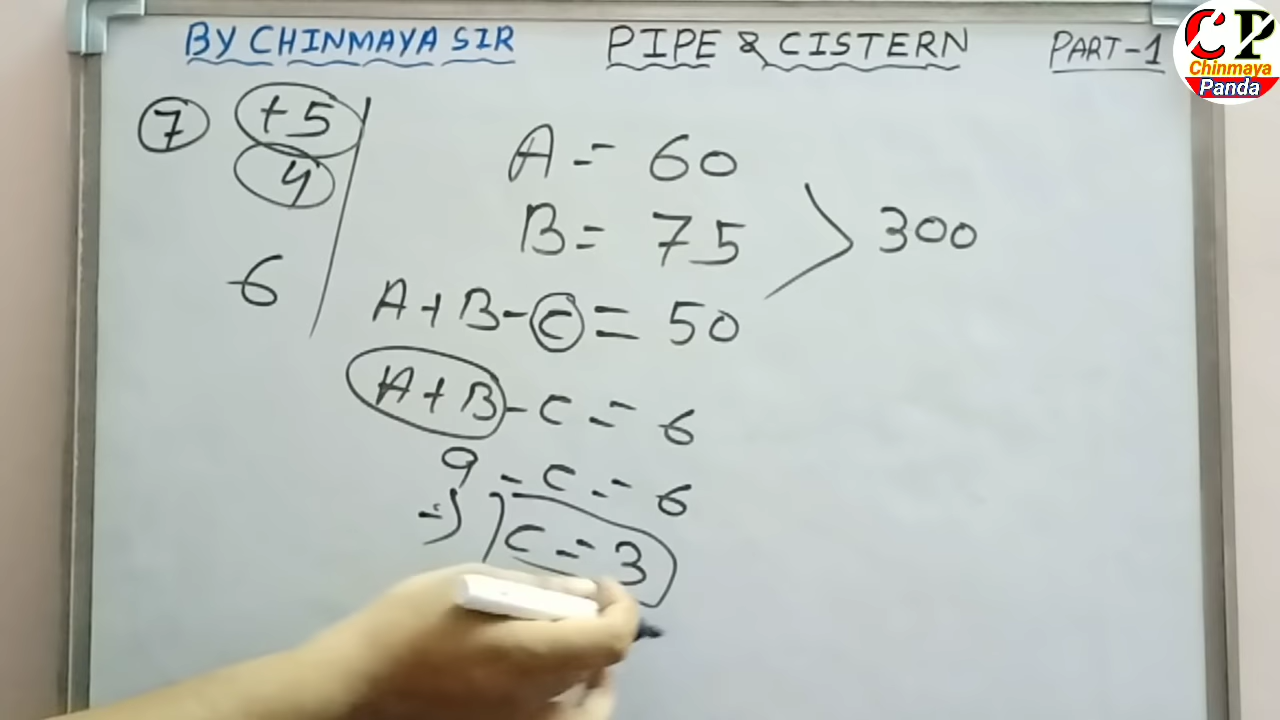 BY CHINMAYA SIR PIPE & CISTERN PART-1
CP
Chinmaya
Panda
7 +5
4
6
A = 60
B = 75
300
A+B-C = 50
A+B-C = 6
9-C = 6
=> C = 3